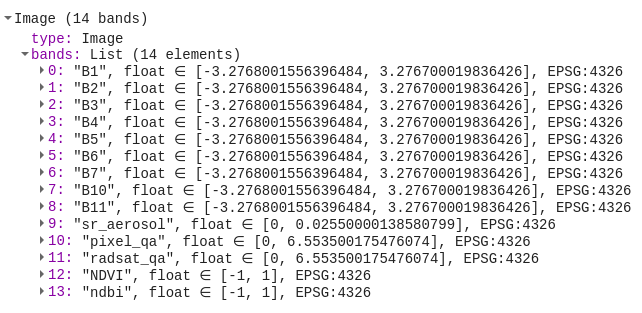 Image (14 bands)
type: Image
bands: List (14 elements)
0: "B1", float ∈ [-3.2768001556396484, 3.276700019836426], EPSG:4326
1: "B2", float ∈ [-3.2768001556396484, 3.276700019836426], EPSG:4326
2: "B3", float ∈ [-3.2768001556396484, 3.276700019836426], EPSG:4326
3: "B4", float ∈ [-3.2768001556396484, 3.276700019836426], EPSG:4326
4: "B5", float ∈ [-3.2768001556396484, 3.276700019836426], EPSG:4326
5: "B6", float ∈ [-3.2768001556396484, 3.276700019836426], EPSG:4326
6: "B7", float ∈ [-3.2768001556396484, 3.276700019836426], EPSG:4326
7: "B10", float ∈ [-3.2768001556396484, 3.276700019836426], EPSG:4326
8: "B11", float ∈ [-3.2768001556396484, 3.276700019836426], EPSG:4326
9: "sr_aerosol", float ∈ [0, 0.02550000138580799], EPSG:4326
10: "pixel_qa", float ∈ [0, 6.553500175476074], EPSG:4326
11: "radsat_qa", float ∈ [0, 6.553500175476074], EPSG:4326
12: "NDVI", float ∈ [-1, 1], EPSG:4326
13: "ndbi", float ∈ [-1, 1], EPSG:4326